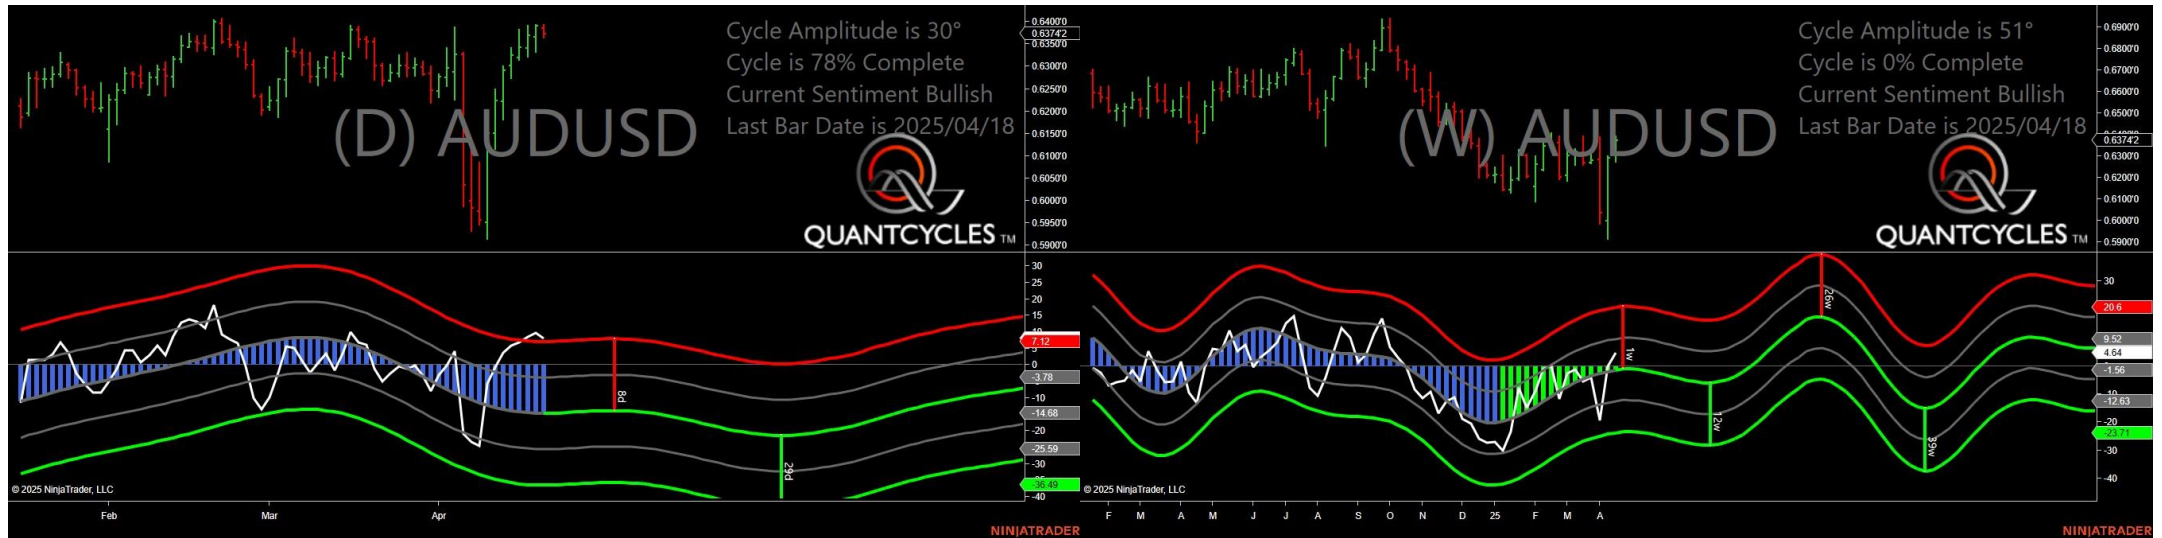 Cycle Amplitude is 30°
Cycle is 78% Complete
Current Sentiment Bullish
Last Bar Date is 2025/04/18
(D) AUDUSD
QUANTCYCLES TM
0.6400'0
0.6374'2
0.6350'0
0.6300'0
0.6250'0
0.6200'0
0.6150'0
0.6100'0
0.6050'0
0.6000'0
0.5950'0
0.5900'0
30
25
20
15
10
7.12
5
0
-3.78
-10
-14.68
-20
-25.59
-30
-36.49
-40
8d
29d
© 2025 NinjaTrader, LLC
Feb
Mar
Apr
NINJATRADER
Cycle Amplitude is 51°
Cycle is 0% Complete
Current Sentiment Bullish
Last Bar Date is 2025/04/18
(W) AUDUSD
QUANTCYCLES TM
0.6900'0
0.6800'0
0.6700'0
0.6600'0
0.6500'0
0.6374'2
0.6300'0
0.6200'0
0.6100'0
0.6000'0
0.5900'0
30
20.6
9.52
4.64
-1.56
-10
-12.63
-20
-23.71
-30
-40
1w
12w
26w
39w
© 2025 NinjaTrader, LLC
F
M
A
M
J
J
A
S
O
N
D
25
F
M
A
NINJATRADER